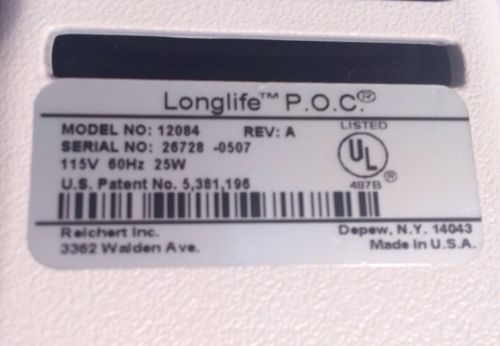 Longlife™ P.O.C.®
MODEL NO: 12084 REV: A
LISTED
SERIAL NO: 26728 -0507
UL
115V 60Hz 25W
487B ®
U.S. Patent No. 5,381,196
Reichert Inc. Depew, N.Y. 14043
3362 Walden Ave. Made in U.S.A.